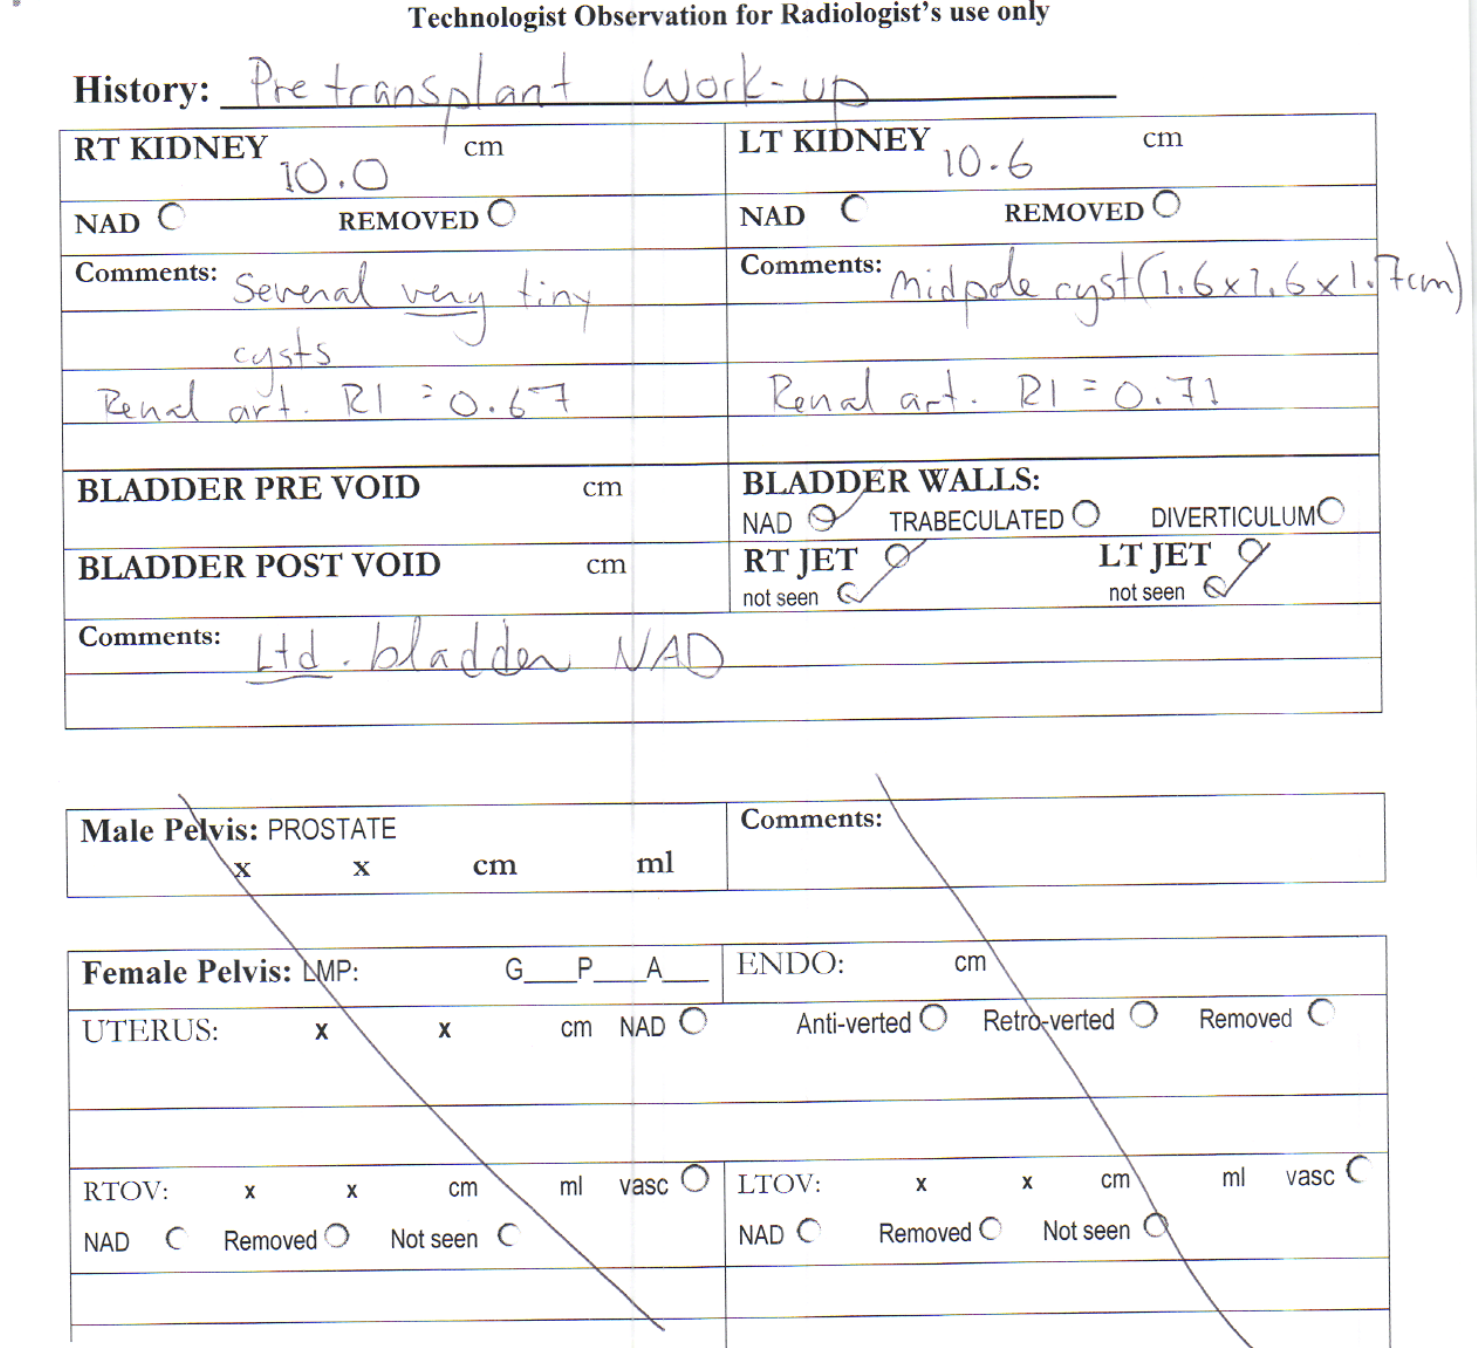 Technologist Observation for Radiologist's use only
History: Pre transplant Work-up
RT KIDNEY 10.0 cm
LT KIDNEY 10.6 cm
NAD REMOVED
NAD REMOVED
Comments: Several very tiny
cysts
Renal art. RI = 0.67
Comments: Midpole cyst (1.6x1.6x1.7cm)
Renal art. RI = 0.71
BLADDER PRE VOID cm
BLADDER WALLS:
NAD TRABECULATED DIVERTICULUM
BLADDER POST VOID cm
RT JET LT JET
not seen not seen
Comments: Ltd. bladder NAD
Male Pelvis: PROSTATE
x x cm ml
Comments:
Female Pelvis: LMP: G___P___A___
ENDO: cm
UTERUS: x x cm NAD Anti-verted Retro-verted Removed
RTOV: x x cm ml vasc
NAD Removed Not seen
LTOV: x x cm ml vasc
NAD Removed Not seen